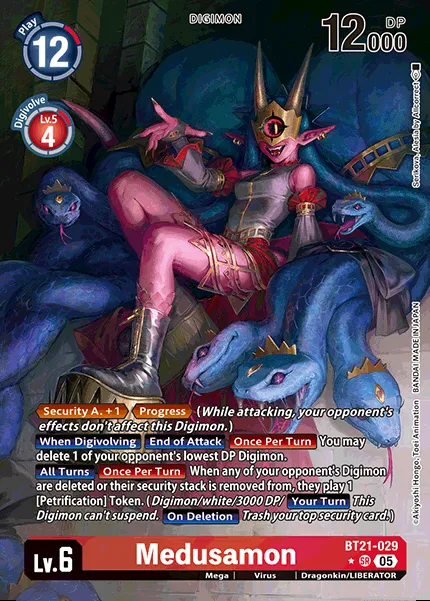 DIGIMON
Play
12
12000
DP
Digivolve
Lv.5
4
Serikova, Alexia by Allcorrect
©Akiyoshi Hongo, Toei Animation BANDAI MADE IN JAPAN
Security A. +1 Progress (While attacking, your opponent's
effects don't affect this Digimon.)
When Digivolving End of Attack Once Per Turn You may
delete 1 of your opponent's lowest DP Digimon.
All Turns Once Per Turn When any of your opponent's Digimon
are deleted or their security stack is removed from, they play 1
[Petrification] Token. (Digimon/white/3000 DP/ Your Turn This
Digimon can't suspend. On Deletion Trash your top security card.)
Lv.6
Medusamon
BT21-029
SR 05
Mega | Virus | Dragonkin/LIBERATOR